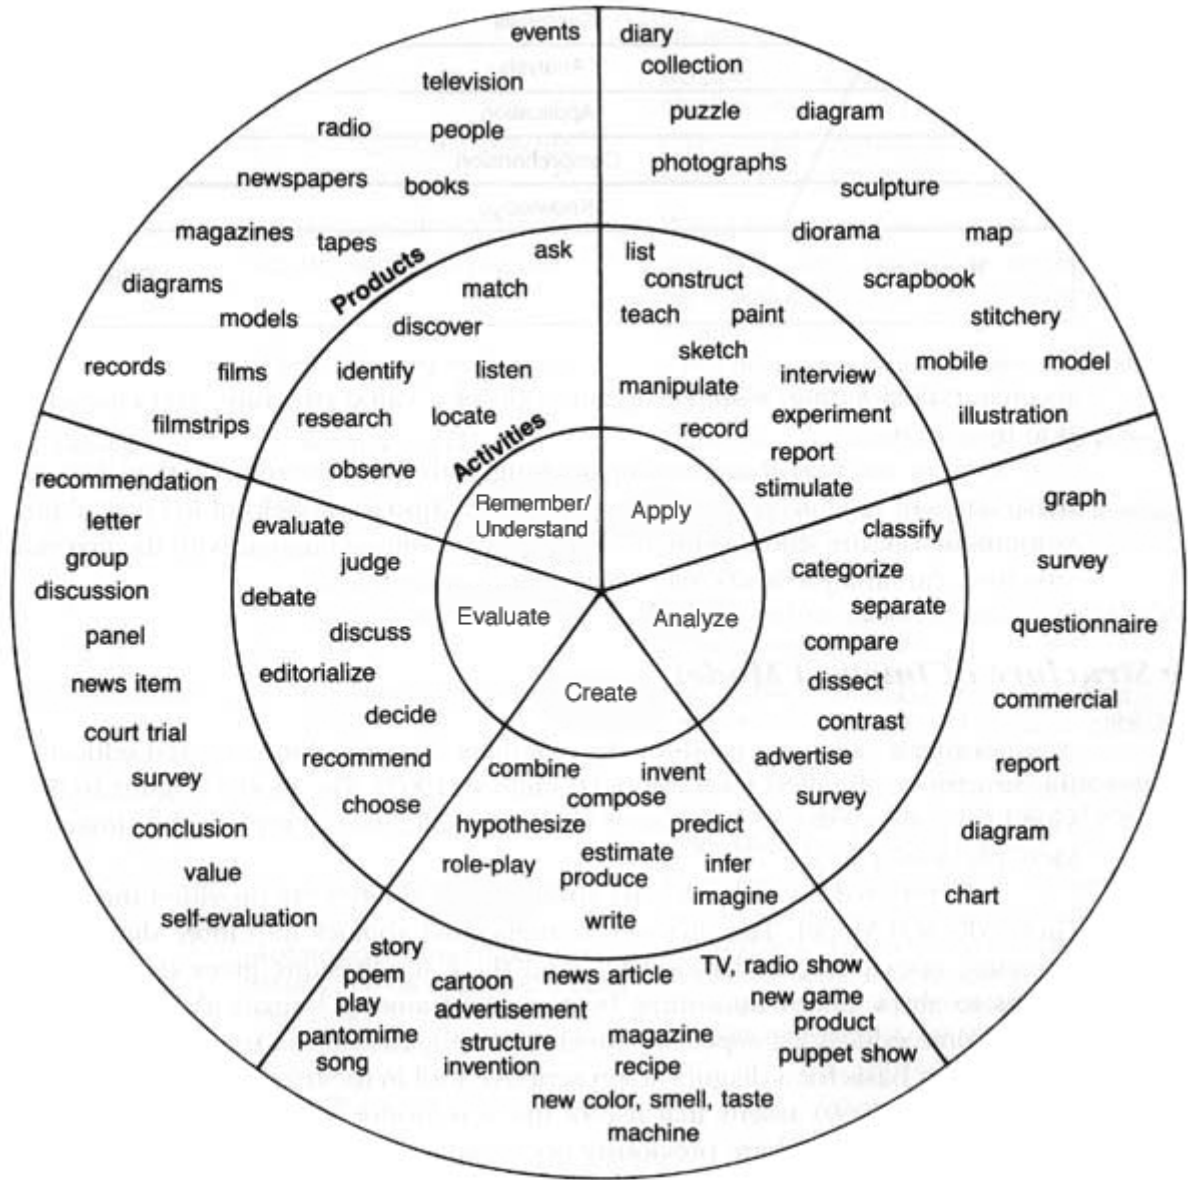 events
television
radio
people
newspapers
books
magazines
tapes
diagrams
models
records
films
filmstrips
Products
ask
match
discover
identify
listen
research
locate
observe
Activities
Remember/
Understand
diary
collection
puzzle
diagram
photographs
sculpture
diorama
map
scrapbook
stitchery
mobile
model
illustration
list
construct
teach
paint
sketch
manipulate
interview
experiment
record
report
stimulate
Apply
graph
survey
questionnaire
commercial
report
diagram
chart
classify
categorize
separate
compare
dissect
contrast
advertise
survey
Analyze
Create
combine
invent
compose
hypothesize
predict
estimate
role-play
infer
produce
imagine
write
story
poem
play
pantomime
song
cartoon
news article
TV, radio show
advertisement
new game
structure
magazine
product
invention
recipe
puppet show
new color, smell, taste
machine
Evaluate
evaluate
judge
debate
discuss
editorialize
decide
recommend
choose
recommendation
letter
group
discussion
panel
news item
court trial
survey
conclusion
value
self-evaluation